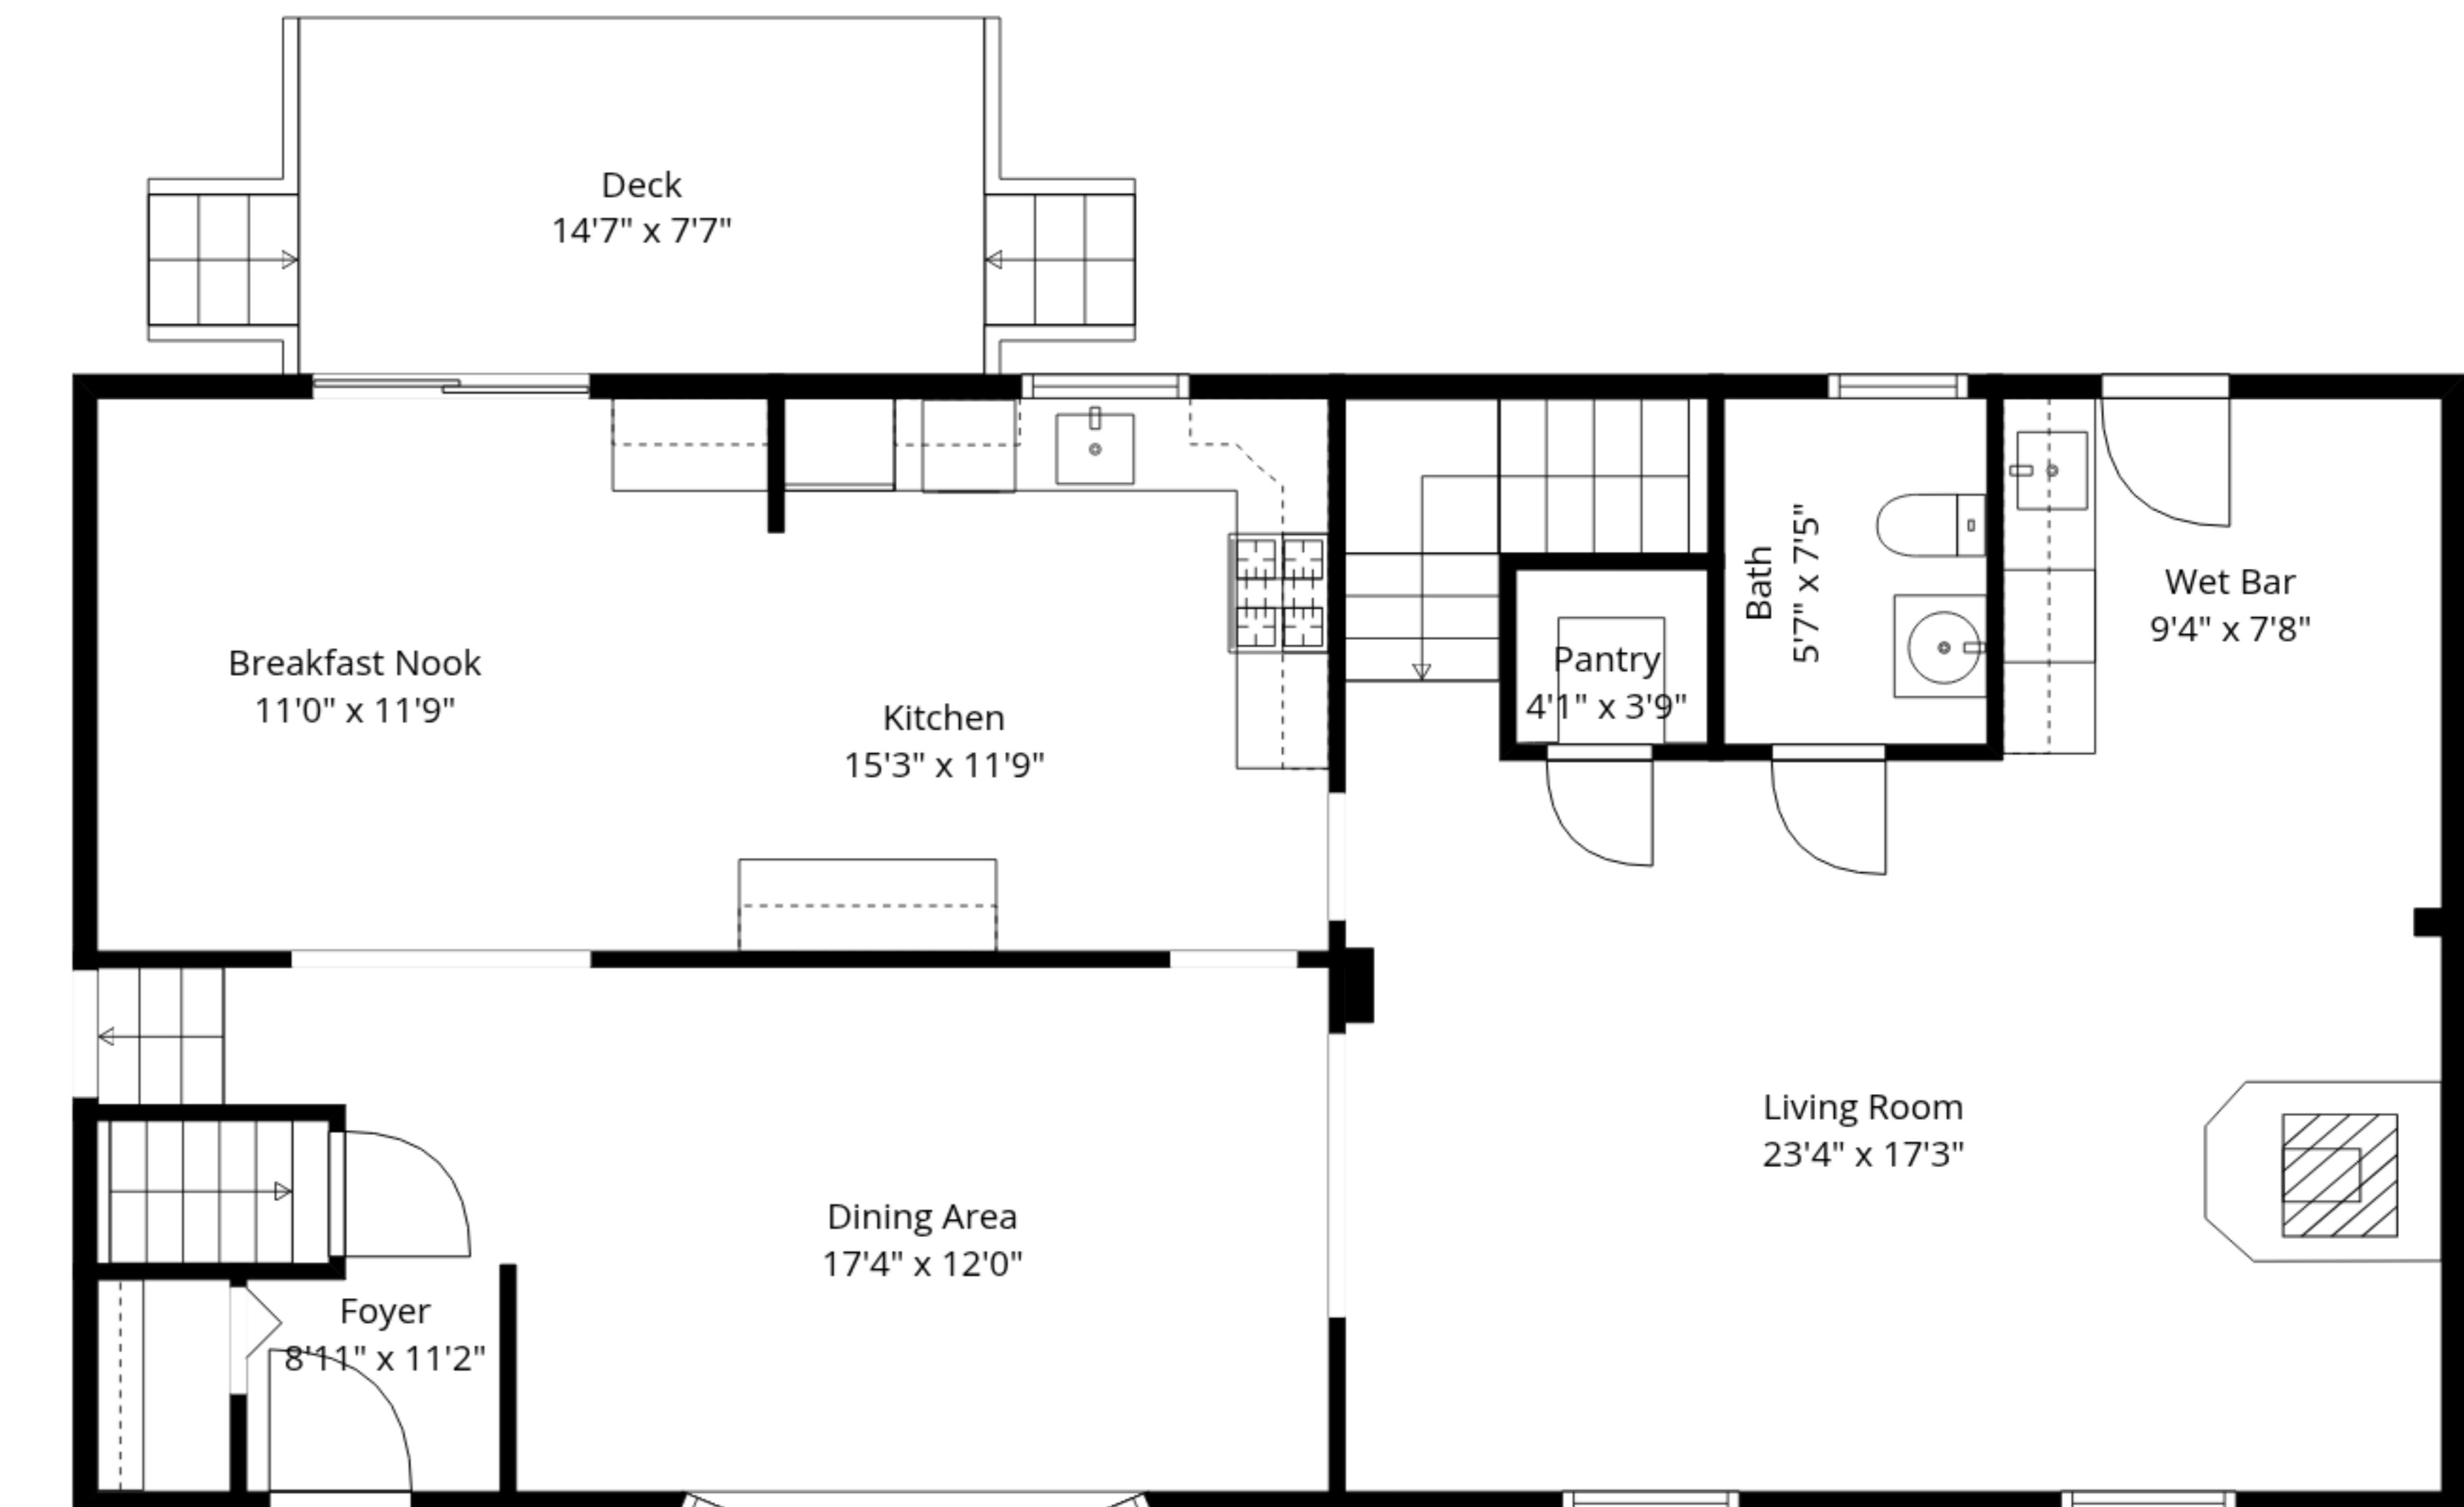 Deck
14'7" x 7'7"
Breakfast Nook
11'0" x 11'9"
Kitchen
15'3" x 11'9"
Pantry
4'1" x 3'9"
Bath
5'7" x 7'5"
Wet Bar
9'4" x 7'8"
Living Room
23'4" x 17'3"
Dining Area
17'4" x 12'0"
Foyer
8'11" x 11'2"